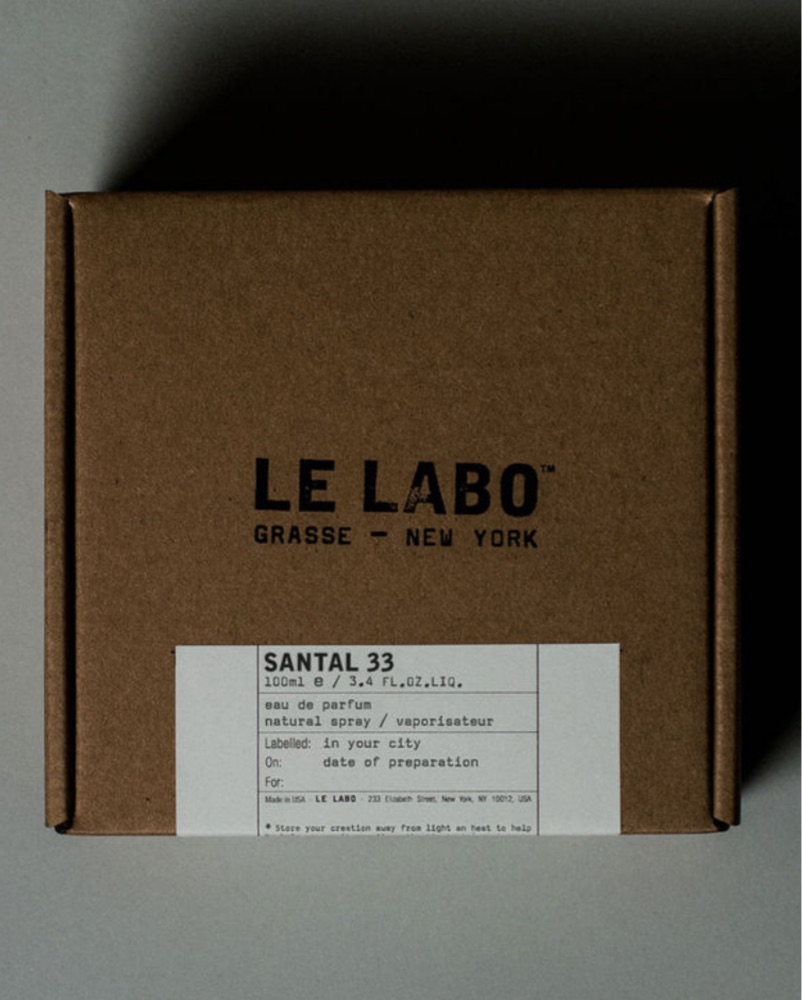 LE LABO™
GRASSE — NEW YORK
SANTAL 33
100ml e / 3.4 FL.OZ.LIQ.
eau de parfum
natural spray / vaporisateur
Labelled: in your city
On: date of preparation
For:
Made in USA - LE LABO - 233 Elizabeth Street, New York, NY 10012, USA
* Store your creation away from light an heat to help